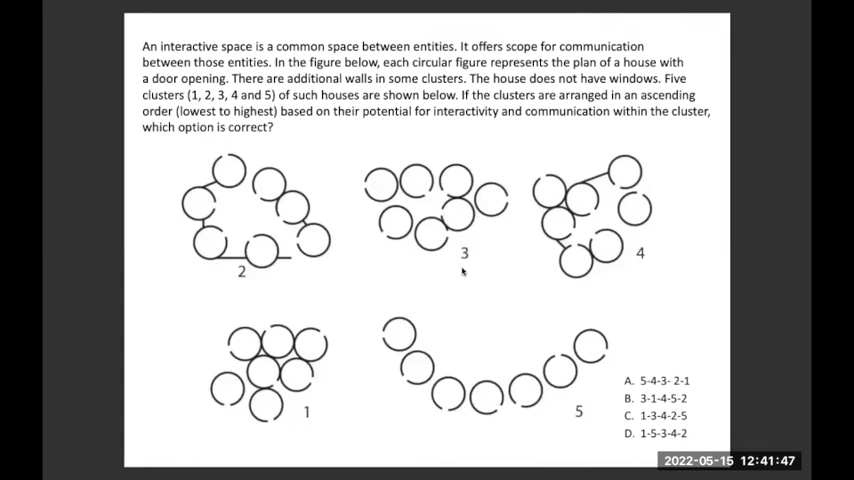 An interactive space is a common space between entities. It offers scope for communication
between those entities. In the figure below, each circular figure represents the plan of a house with
a door opening. There are additional walls in some clusters. The house does not have windows. Five
clusters (1, 2, 3, 4 and 5) of such houses are shown below. If the clusters are arranged in an ascending
order (lowest to highest) based on their potential for interactivity and communication within the cluster,
which option is correct?
2
3
4
1
5
A. 5-4-3- 2-1
B. 3-1-4-5-2
C. 1-3-4-2-5
D. 1-5-3-4-2
2022-05-15 12:41:47